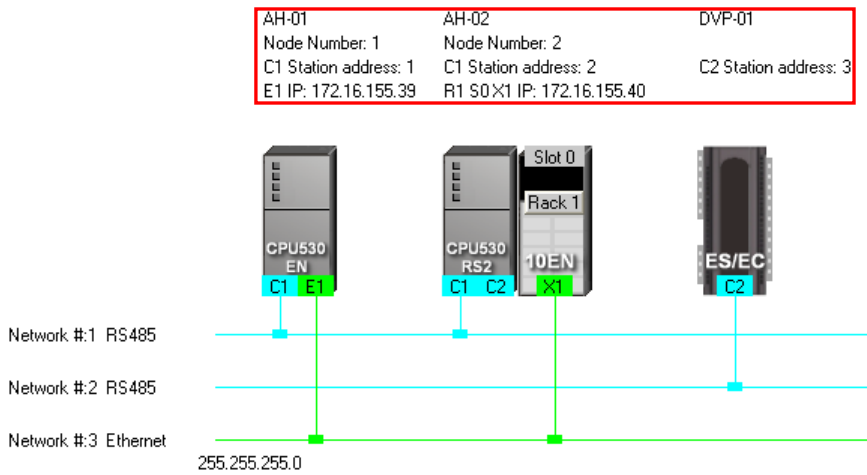 AH-01 AH-02 DVP-01
Node Number: 1 Node Number: 2
C1 Station address: 1 C1 Station address: 2 C2 Station address: 3
E1 IP: 172.16.155.39 R1 S0 X1 IP: 172.16.155.40
Slot 0
Rack 1
CPU530 CPU530 10EN ES/EC
EN RS2
C1 E1 C1 C2 X1 C2
Network #:1 RS485
Network #:2 RS485
Network #:3 Ethernet
255.255.255.0